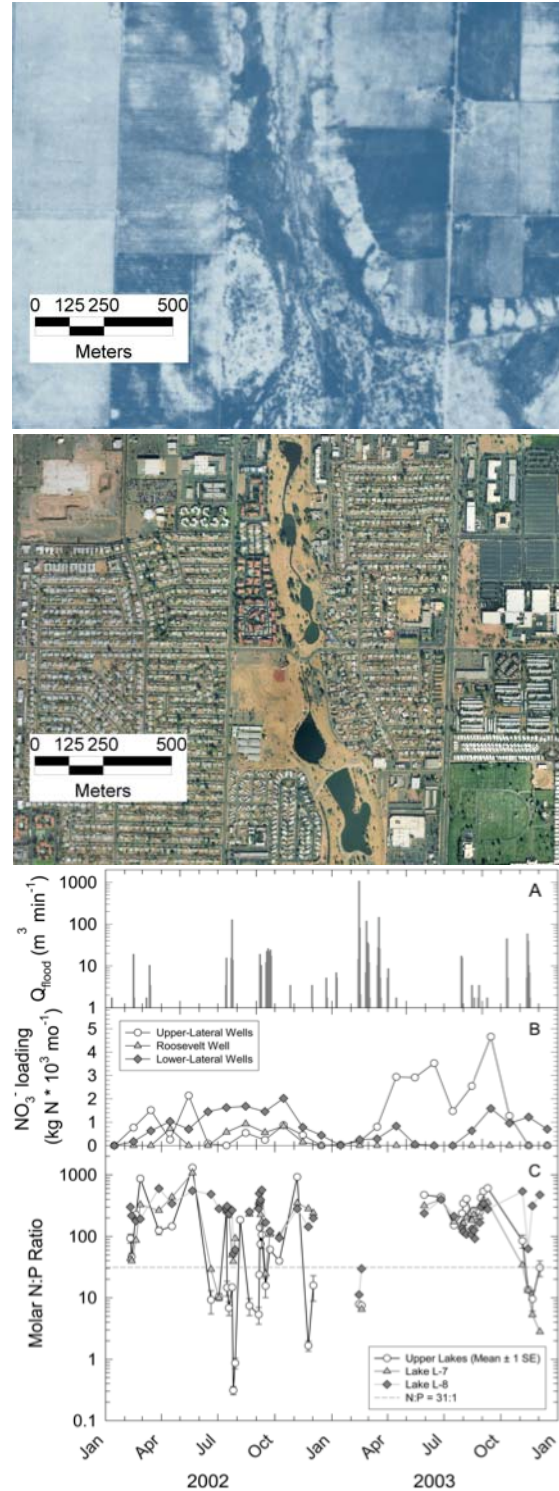 0 125 250 500
Meters
0 125 250 500
Meters
A
Q flood (m³ min⁻¹)
1000
100
10
1
B
NO₃⁻ loading
(kg N * 10³ mo⁻¹)
5
4
3
2
1
0
Upper-Lateral Wells
Roosevelt Well
Lower-Lateral Wells
C
Molar N:P Ratio
1000
100
10
1
0.1
Upper Lakes (Mean ± 1 SE)
Lake L-7
Lake L-8
N:P = 31:1
Jan Apr Jul Oct Jan Apr Jul Oct Jan
2002 2003